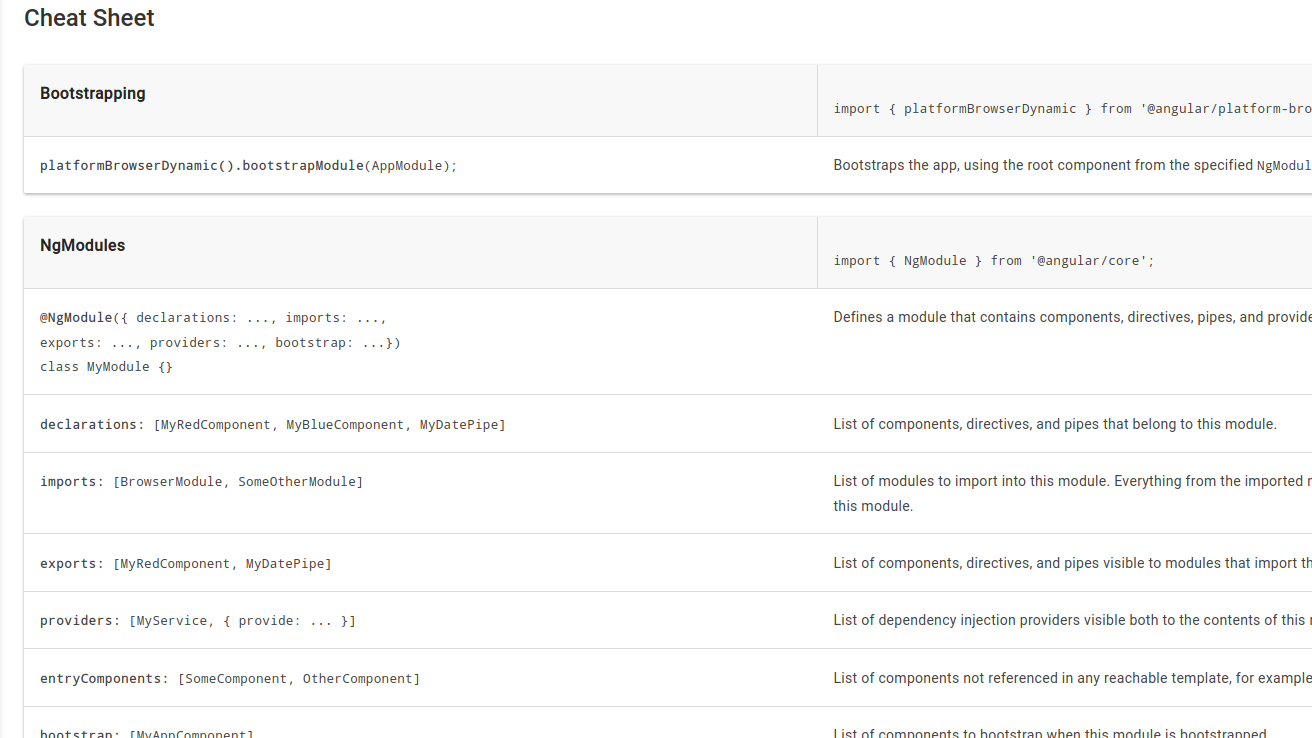 Cheat Sheet
Bootstrapping
import { platformBrowserDynamic } from '@angular/platform-bro
platformBrowserDynamic().bootstrapModule(AppModule);
Bootstraps the app, using the root component from the specified NgModul
NgModules
import { NgModule } from '@angular/core';
@NgModule({ declarations: ..., imports: ...,
exports: ..., providers: ..., bootstrap: ...})
class MyModule {}
Defines a module that contains components, directives, pipes, and provide
declarations: [MyRedComponent, MyBlueComponent, MyDatePipe]
List of components, directives, and pipes that belong to this module.
imports: [BrowserModule, SomeOtherModule]
List of modules to import into this module. Everything from the imported
this module.
exports: [MyRedComponent, MyDatePipe]
List of components, directives, and pipes visible to modules that import th
providers: [MyService, { provide: ... }]
List of dependency injection providers visible both to the contents of this
entryComponents: [SomeComponent, OtherComponent]
List of components not referenced in any reachable template, for example
bootstrap: [MyAppComponent]
List of components to bootstrap when this module is bootstrapped.